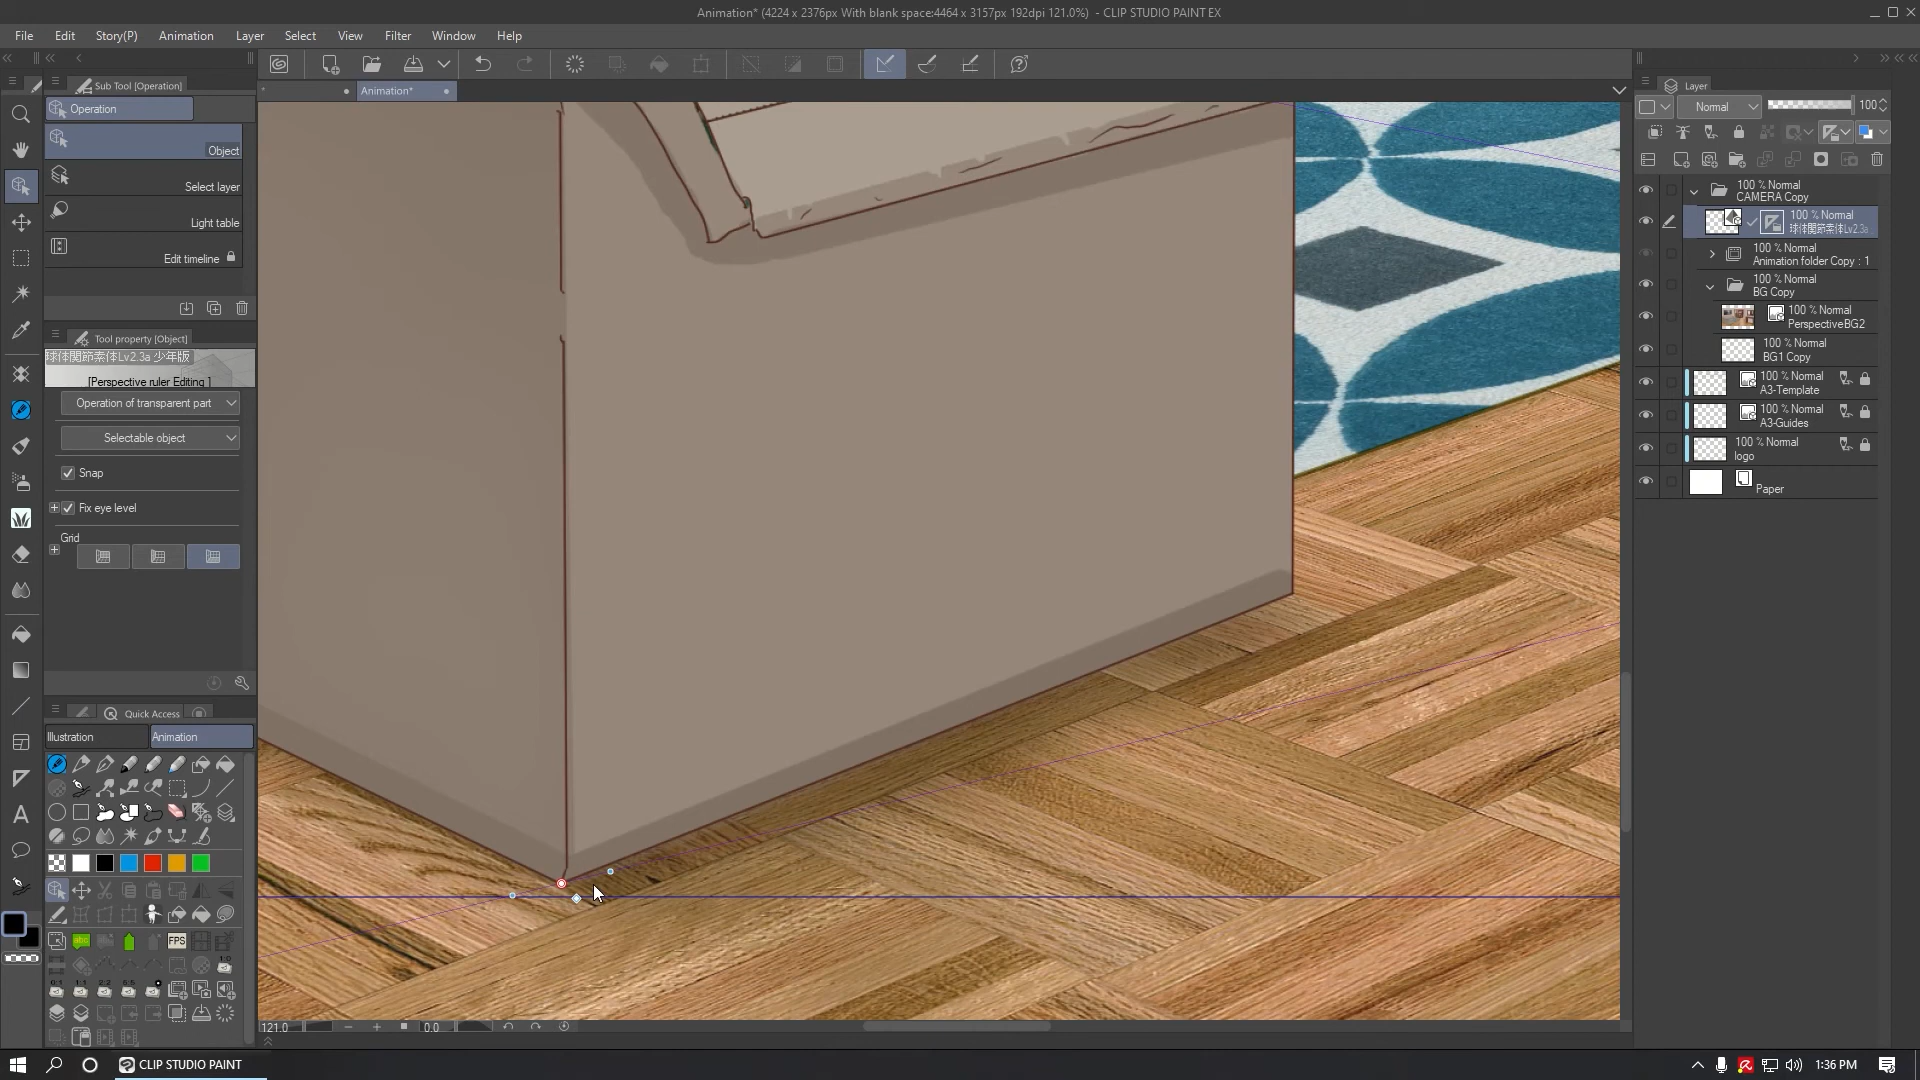 Animation* (4224 x 2376px With blank space:4464 x 3157px 192dpi 121.0%) - CLIP STUDIO PAINT EX
File Edit Story(P) Animation Layer Select View Filter Window Help
Sub Tool [Operation]
Operation
Object
Select layer
Light table
Edit timeline
Tool property [Object]
球体関節素体Lv2.3a 少年版
[Perspective ruler Editing ]
Operation of transparent part
Selectable object
Snap
Fix eye level
Grid
Quick Access
Illustration Animation
FPS
*
Animation*
121.0
0.0
Layer
Normal 100
100 % Normal
CAMERA Copy
100 % Normal
球体関節素体Lv2.3a
100 % Normal
Animation folder Copy : 1
100 % Normal
BG Copy
100 % Normal
PerspectiveBG2
100 % Normal
BG1 Copy
100 % Normal
A3-Template
100 % Normal
A3-Guides
100 % Normal
logo
Paper
CLIP STUDIO PAINT
1:36 PM